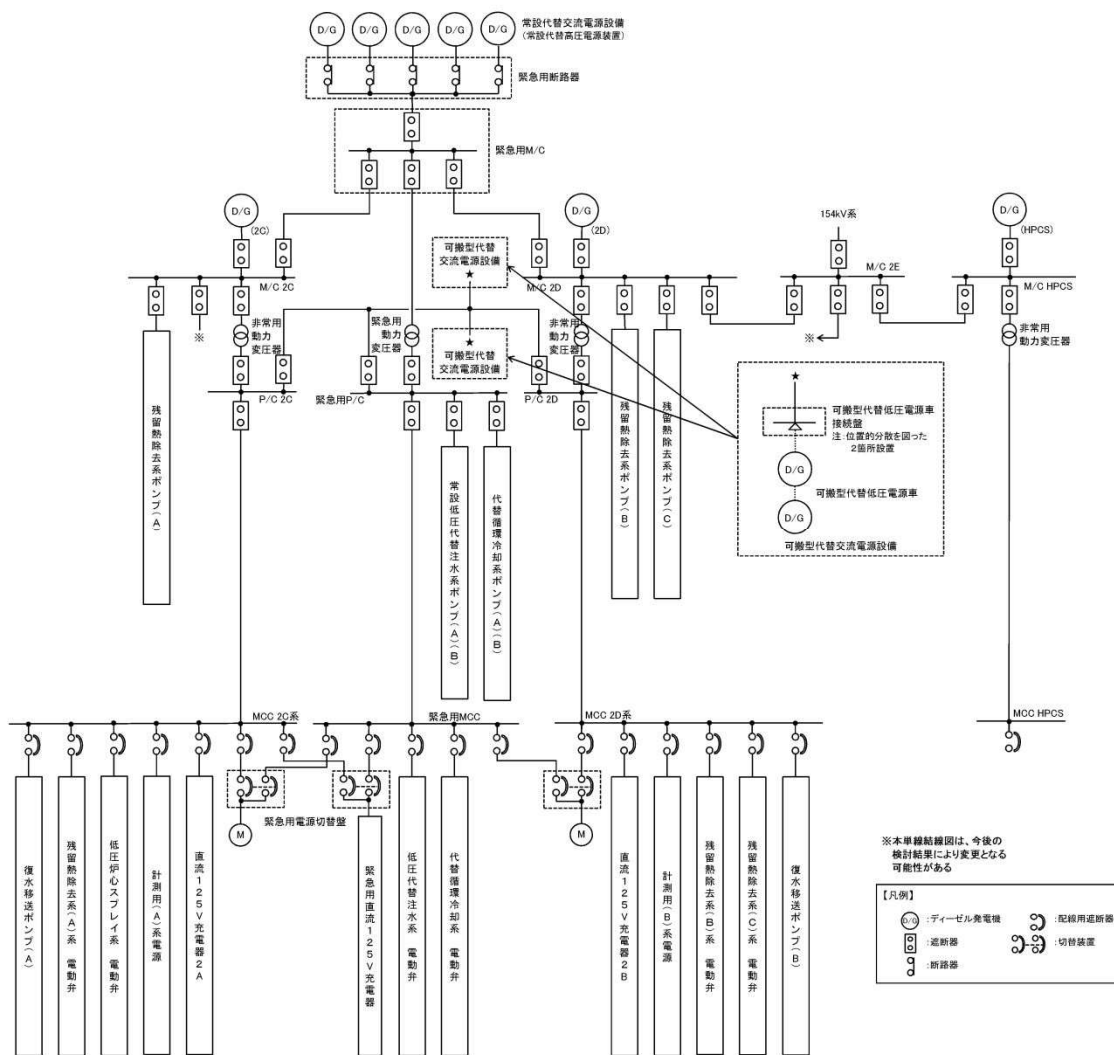 D/G D/G D/G D/G D/G
常設代替交流電源設備
(常設代替高圧電源装置)
緊急用断路器
緊急用M/C
D/G
(2C)
D/G
(2D)
154kV系
D/G
(HPCS)
可搬型代替
交流電源設備
★
M/C 2C
M/C 2D
M/C 2E
M/C HPCS
※
※
非常用
動力
変圧器
緊急用
動力
変圧器
★
可搬型代替
交流電源設備
非常用
動力
変圧器
非常用
動力変圧器
P/C 2C
緊急用P/C
P/C 2D
★
可搬型代替低圧電源車
接続盤
注:位置的分散を図った
2箇所設置
D/G
可搬型代替低圧電源車
D/G
可搬型代替交流電源設備
残留熱除去系ポンプ(A)
常設低圧代替注水系ポンプ(A)(B)
代替循環冷却系ポンプ(A)(B)
残留熱除去系ポンプ(B)
残留熱除去系ポンプ(C)
MCC 2C系
緊急用MCC
MCC 2D系
MCC HPCS
緊急用電源切替盤
M
M
復水移送ポンプ(A)
残留熱除去系(A)系 電動弁
低圧炉心スプレイ系 電動弁
計測用(A)系電源
直流125V充電器2A
緊急用直流125V充電器
低圧代替注水系 電動弁
代替循環冷却系 電動弁
直流125V充電器2B
計測用(B)系電源
残留熱除去系(B)系 電動弁
残留熱除去系(C)系 電動弁
復水移送ポンプ(B)
※本単線結線図は、今後の
検討結果により変更となる
可能性がある
【凡例】
D/G :ディーゼル発電機
:配線用遮断器
:遮断器
:切替装置
:断路器